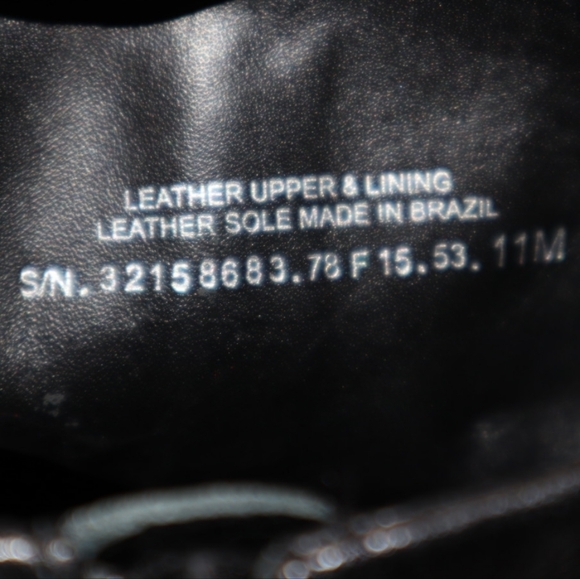 LEATHER UPPER & LINING
LEATHER SOLE MADE IN BRAZIL
S/N. 32158683.78 F 15.53. 11M